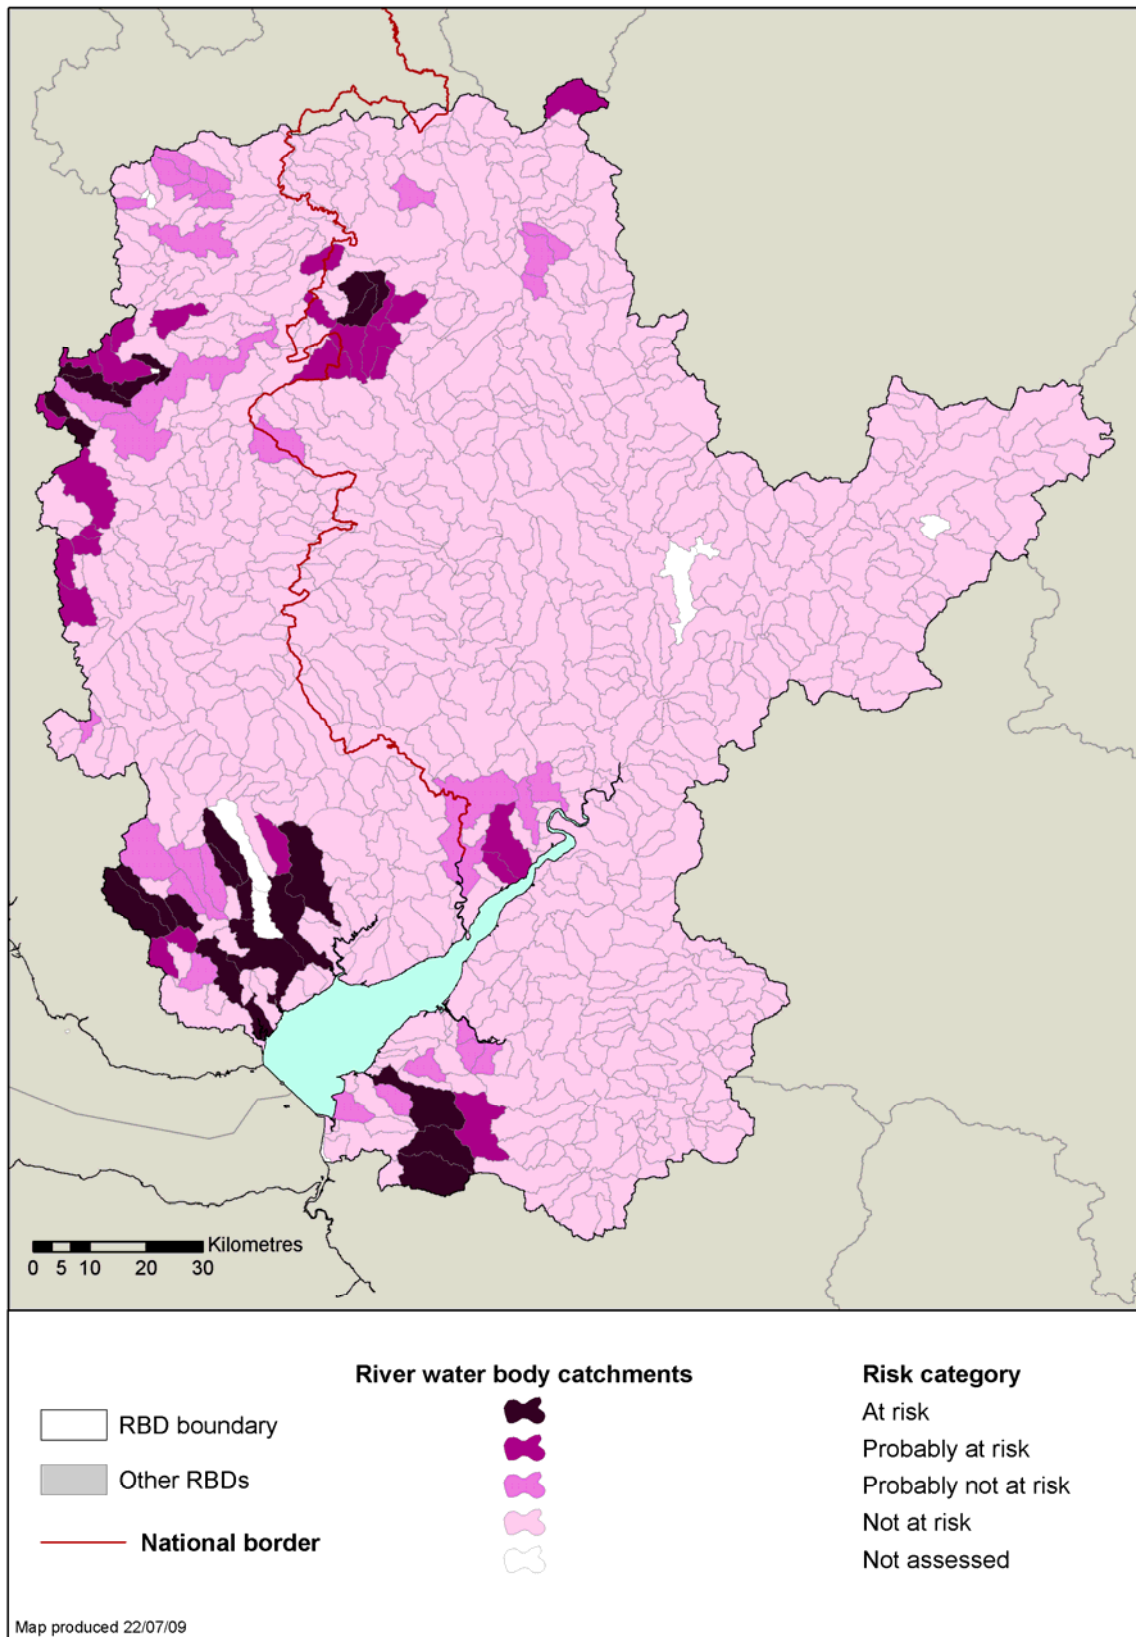 Kilometres
0 5 10 20 30
River water body catchments
Risk category
RBD boundary
Other RBDs
National border
At risk
Probably at risk
Probably not at risk
Not at risk
Not assessed
Map produced 22/07/09